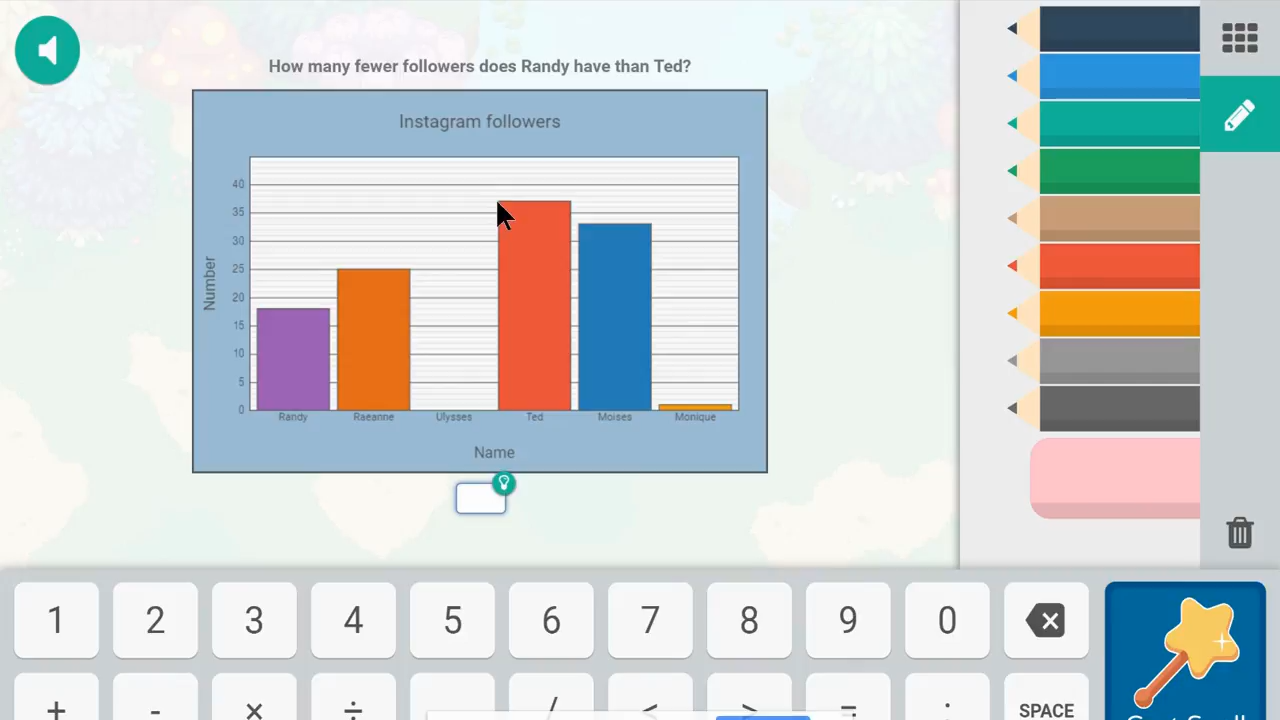 How many fewer followers does Randy have than Ted?
Instagram followers
Number
40
35
30
25
20
15
10
5
0
Randy Raeanne Ulysses Ted Moises Monique
Name
1 2 3 4 5 6 7 8 9 0
+ - × ÷ / < > = :
SPACE